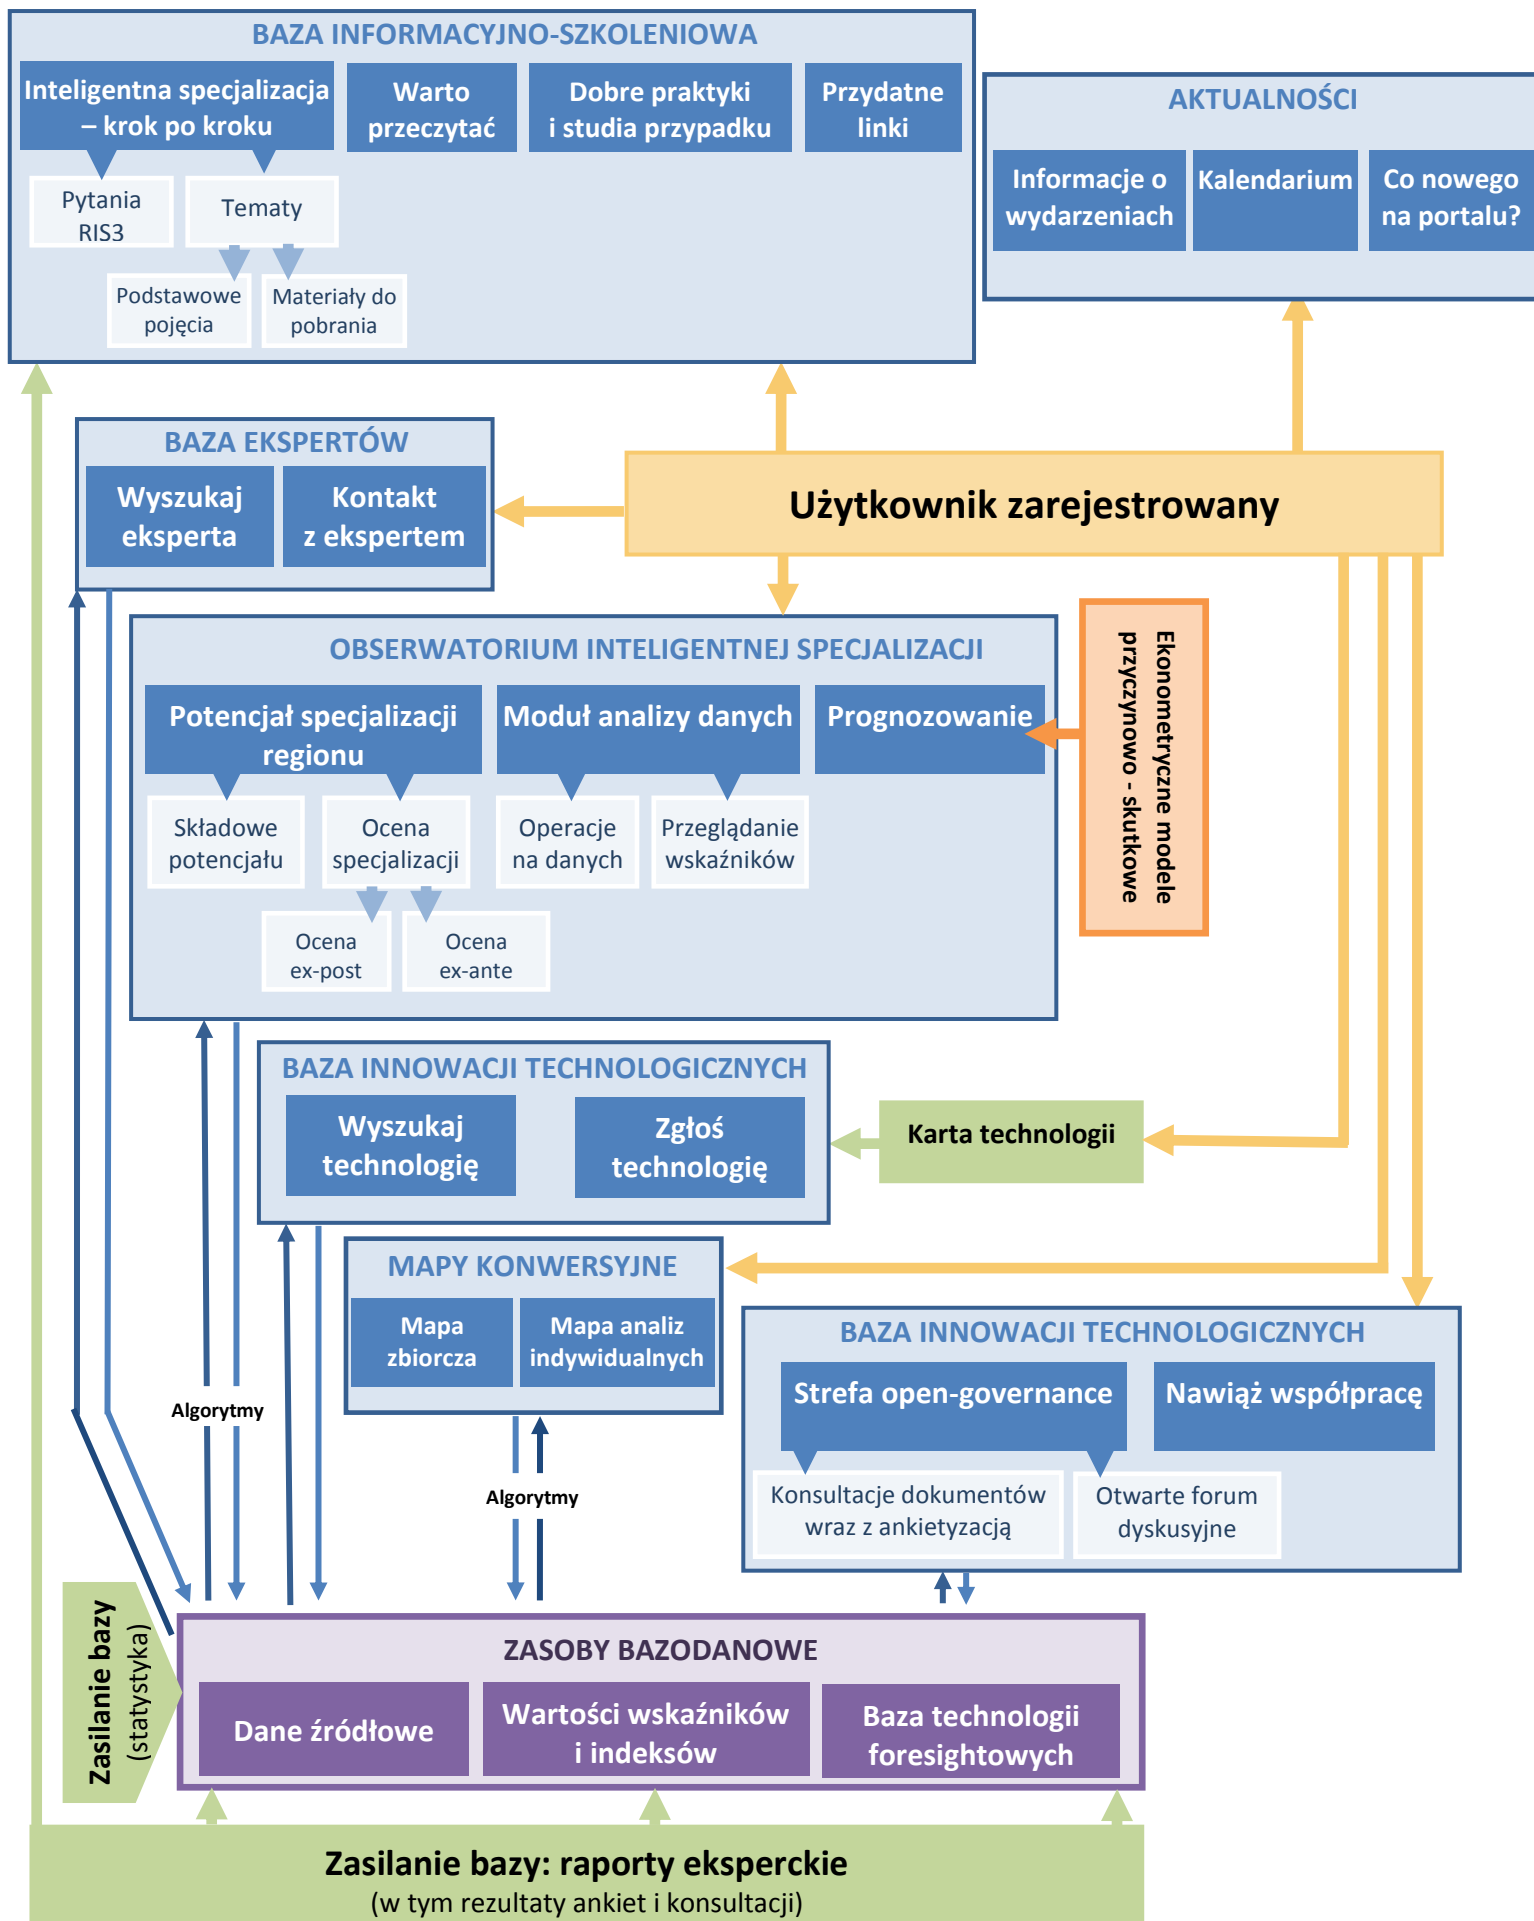 BAZA INFORMACYJNO-SZKOLENIOWA
Inteligentna specjalizacja
– krok po kroku
Warto
przeczytać
Dobre praktyki
i studia przypadku
Przydatne
linki
Pytania
RIS3
Tematy
Podstawowe
pojęcia
Materiały do
pobrania
AKTUALNOŚCI
Informacje o
wydarzeniach
Kalendarium
Co nowego
na portalu?
BAZA EKSPERTÓW
Wyszukaj
eksperta
Kontakt
z ekspertem
Użytkownik zarejestrowany
OBSERWATORIUM INTELIGENTNEJ SPECJALIZACJI
Potencjał specjalizacji
regionu
Moduł analizy danych
Prognozowanie
Składowe
potencjału
Ocena
specjalizacji
Operacje
na danych
Przeglądanie
wskaźników
Ocena
ex-post
Ocena
ex-ante
Ekonometryczne modele
przyczynowo - skutkowe
BAZA INNOWACJI TECHNOLOGICZNYCH
Wyszukaj
technologię
Zgłoś
technologię
Karta technologii
MAPY KONWERSYJNE
Mapa
zbiorcza
Mapa analiz
indywidualnych
BAZA INNOWACJI TECHNOLOGICZNYCH
Strefa open-governance
Nawiąż współpracę
Konsultacje dokumentów
wraz z ankietyzacją
Otwarte forum
dyskusyjne
Algorytmy
Algorytmy
Zasilanie bazy
(statystyka)
ZASOBY BAZODANOWE
Dane źródłowe
Wartości wskaźników
i indeksów
Baza technologii
foresightowych
Zasilanie bazy: raporty eksperckie
(w tym rezultaty ankiet i konsultacji)